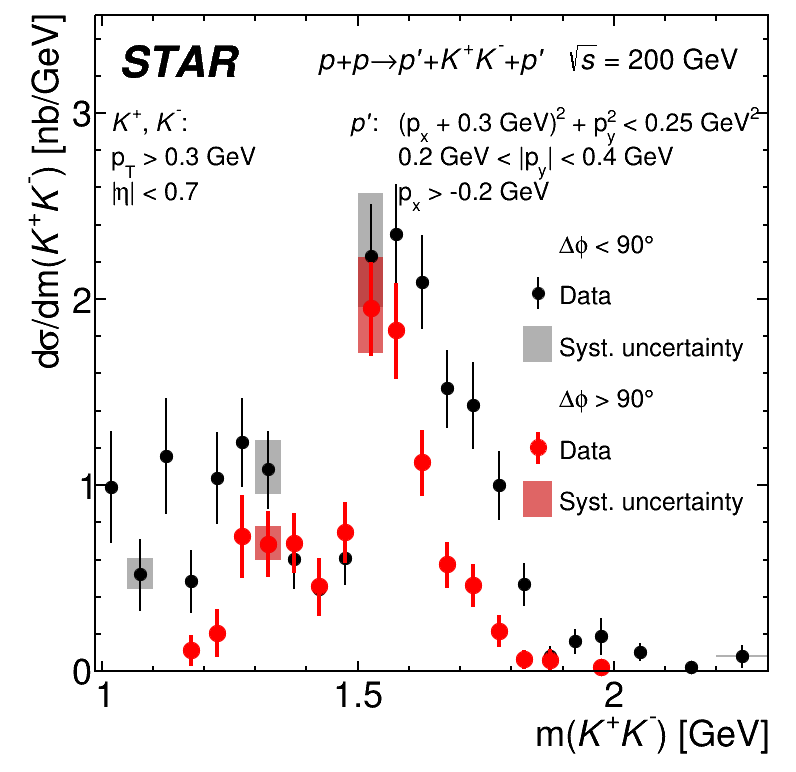 STAR p+p→p′+K⁺K⁻+p′ √s = 200 GeV
K⁺, K⁻: p′: (pₓ + 0.3 GeV)² + p_y² < 0.25 GeV²
p_T > 0.3 GeV 0.2 GeV < |p_y| < 0.4 GeV
|η| < 0.7 pₓ > -0.2 GeV
Δϕ < 90°
Data
Syst. uncertainty
Δϕ > 90°
Data
Syst. uncertainty
dσ/dm(K⁺K⁻) [nb/GeV]
3
2
1
0
1 1.5 2
m(K⁺K⁻) [GeV]